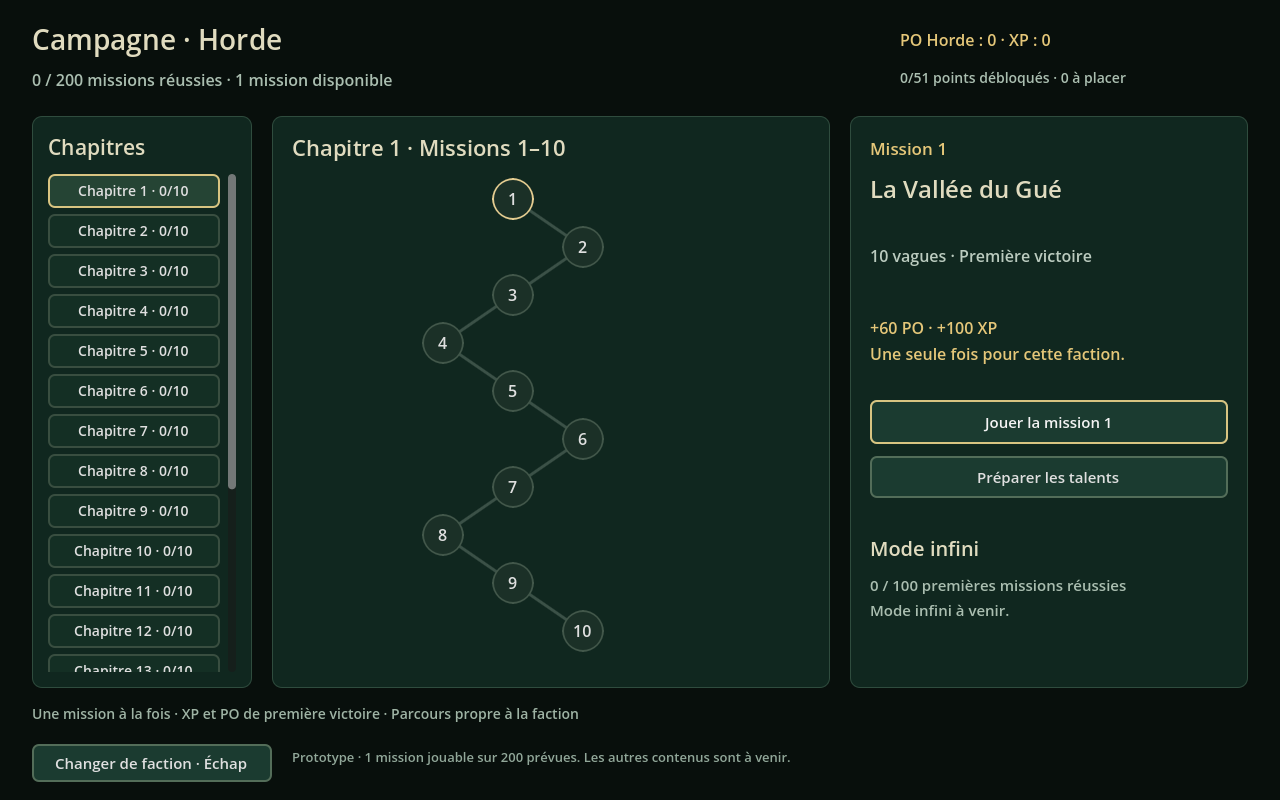 Campagne · Horde
0 / 200 missions réussies · 1 mission disponible
PO Horde : 0 · XP : 0
0/51 points débloqués · 0 à placer
Chapitres
Chapitre 1 · 0/10
Chapitre 2 · 0/10
Chapitre 3 · 0/10
Chapitre 4 · 0/10
Chapitre 5 · 0/10
Chapitre 6 · 0/10
Chapitre 7 · 0/10
Chapitre 8 · 0/10
Chapitre 9 · 0/10
Chapitre 10 · 0/10
Chapitre 11 · 0/10
Chapitre 12 · 0/10
Chapitre 13 · 0/10
Chapitre 1 · Missions 1–10
1
2
3
4
5
6
7
8
9
10
Mission 1
La Vallée du Gué
10 vagues · Première victoire
+60 PO · +100 XP
Une seule fois pour cette faction.
Jouer la mission 1
Préparer les talents
Mode infini
0 / 100 premières missions réussies
Mode infini à venir.
Une mission à la fois · XP et PO de première victoire · Parcours propre à la faction
Changer de faction · Échap
Prototype · 1 mission jouable sur 200 prévues. Les autres contenus sont à venir.